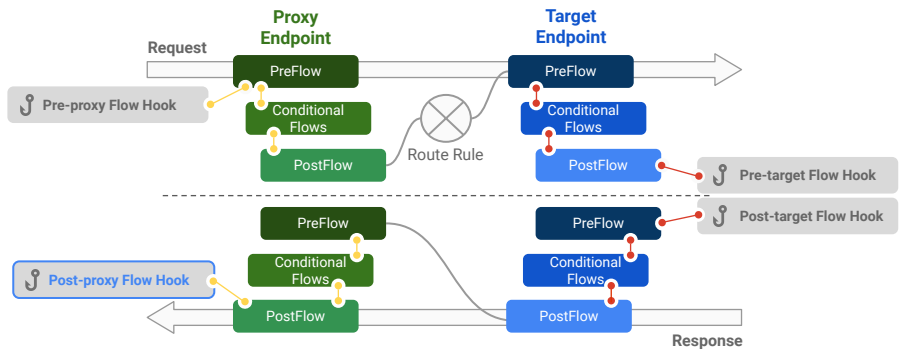 Proxy
Endpoint
Target
Endpoint
Request
PreFlow
PreFlow
Pre-proxy Flow Hook
Conditional
Flows
Conditional
Flows
Route Rule
PostFlow
PostFlow
Pre-target Flow Hook
Post-target Flow Hook
PreFlow
PreFlow
Conditional
Flows
Conditional
Flows
Post-proxy Flow Hook
PostFlow
PostFlow
Response